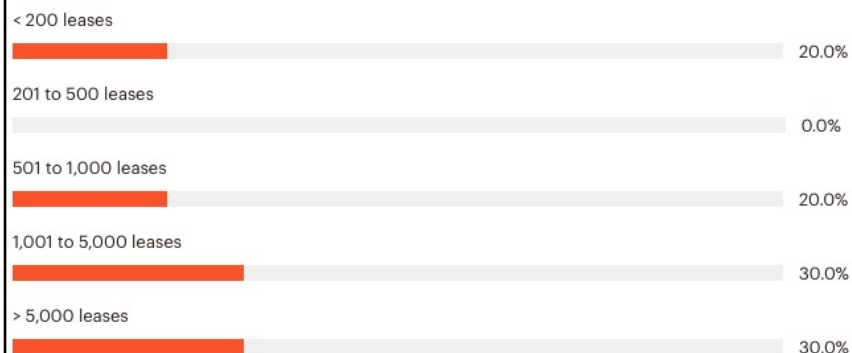 < 200 leases
20.0%
201 to 500 leases
0.0%
501 to 1,000 leases
20.0%
1,001 to 5,000 leases
30.0%
> 5,000 leases
30.0%